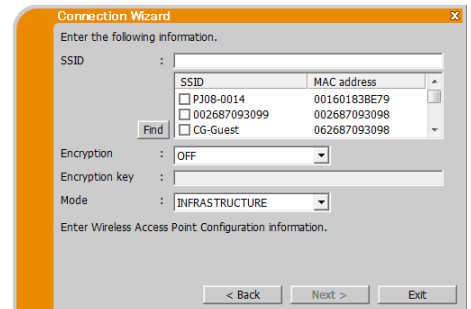 Connection Wizard x
Enter the following information.
SSID :
SSID MAC address
PJ08-0014 00160183BE79
002687093099 002687093098
Find CG-Guest 062687093098
Encryption : OFF
Encryption key :
Mode : INFRASTRUCTURE
Enter Wireless Access Point Configuration information.
< Back Next > Exit